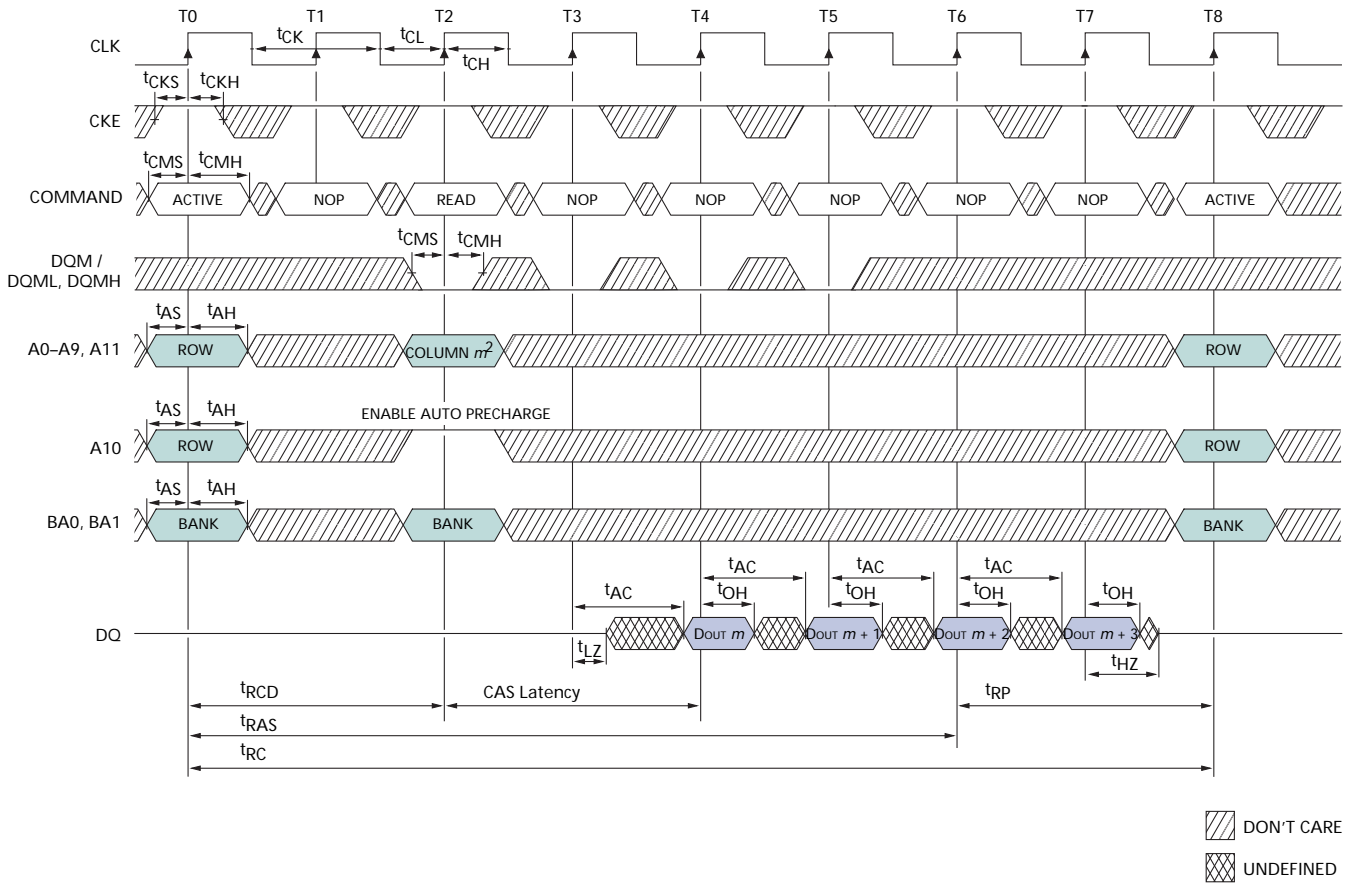 T0 T1 T2 T3 T4 T5 T6 T7 T8
CLK
tCK tCL
tCH
tCKS tCKH
CKE
tCMS tCMH
COMMAND ACTIVE NOP READ NOP NOP NOP NOP NOP ACTIVE
tCMS tCMH
DQM /
DQML, DQMH
tAS tAH
A0–A9, A11 ROW COLUMN m2 ROW
tAS tAH ENABLE AUTO PRECHARGE
A10 ROW ROW
tAS tAH
BA0, BA1 BANK BANK BANK
tAC tAC tAC tAC
tOH tOH tOH tOH
DQ DOUT m DOUT m + 1 DOUT m + 2 DOUT m + 3
tLZ tHZ
tRCD CAS Latency tRP
tRAS
tRC
DON'T CARE
UNDEFINED